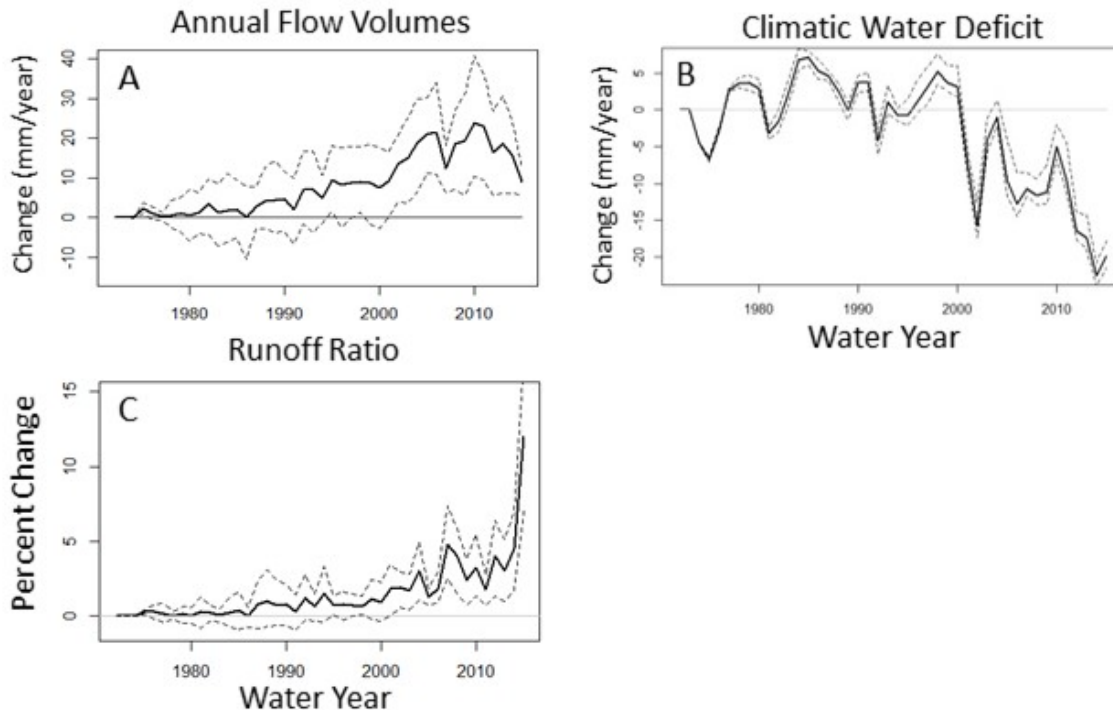 Annual Flow Volumes
A
Change (mm/year)
40
30
20
10
0
-10
1980 1990 2000 2010
Climatic Water Deficit
B
Change (mm/year)
5
0
-5
-10
-15
-20
1980 1990 2000 2010
Water Year
Runoff Ratio
C
Percent Change
15
10
5
0
1980 1990 2000 2010
Water Year